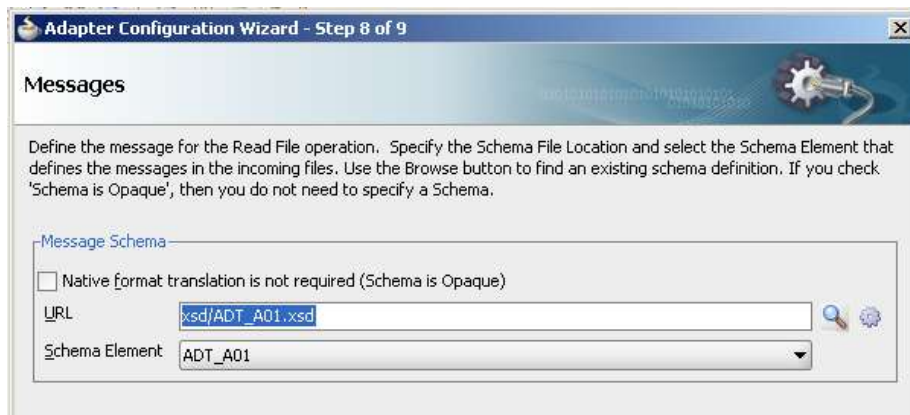 Adapter Configuration Wizard - Step 8 of 9
Messages
Define the message for the Read File operation. Specify the Schema File Location and select the Schema Element that
defines the messages in the incoming files. Use the Browse button to find an existing schema definition. If you check
'Schema is Opaque', then you do not need to specify a Schema.
Message Schema
Native format translation is not required (Schema is Opaque)
URL xsd/ADT_A01.xsd
Schema Element ADT_A01